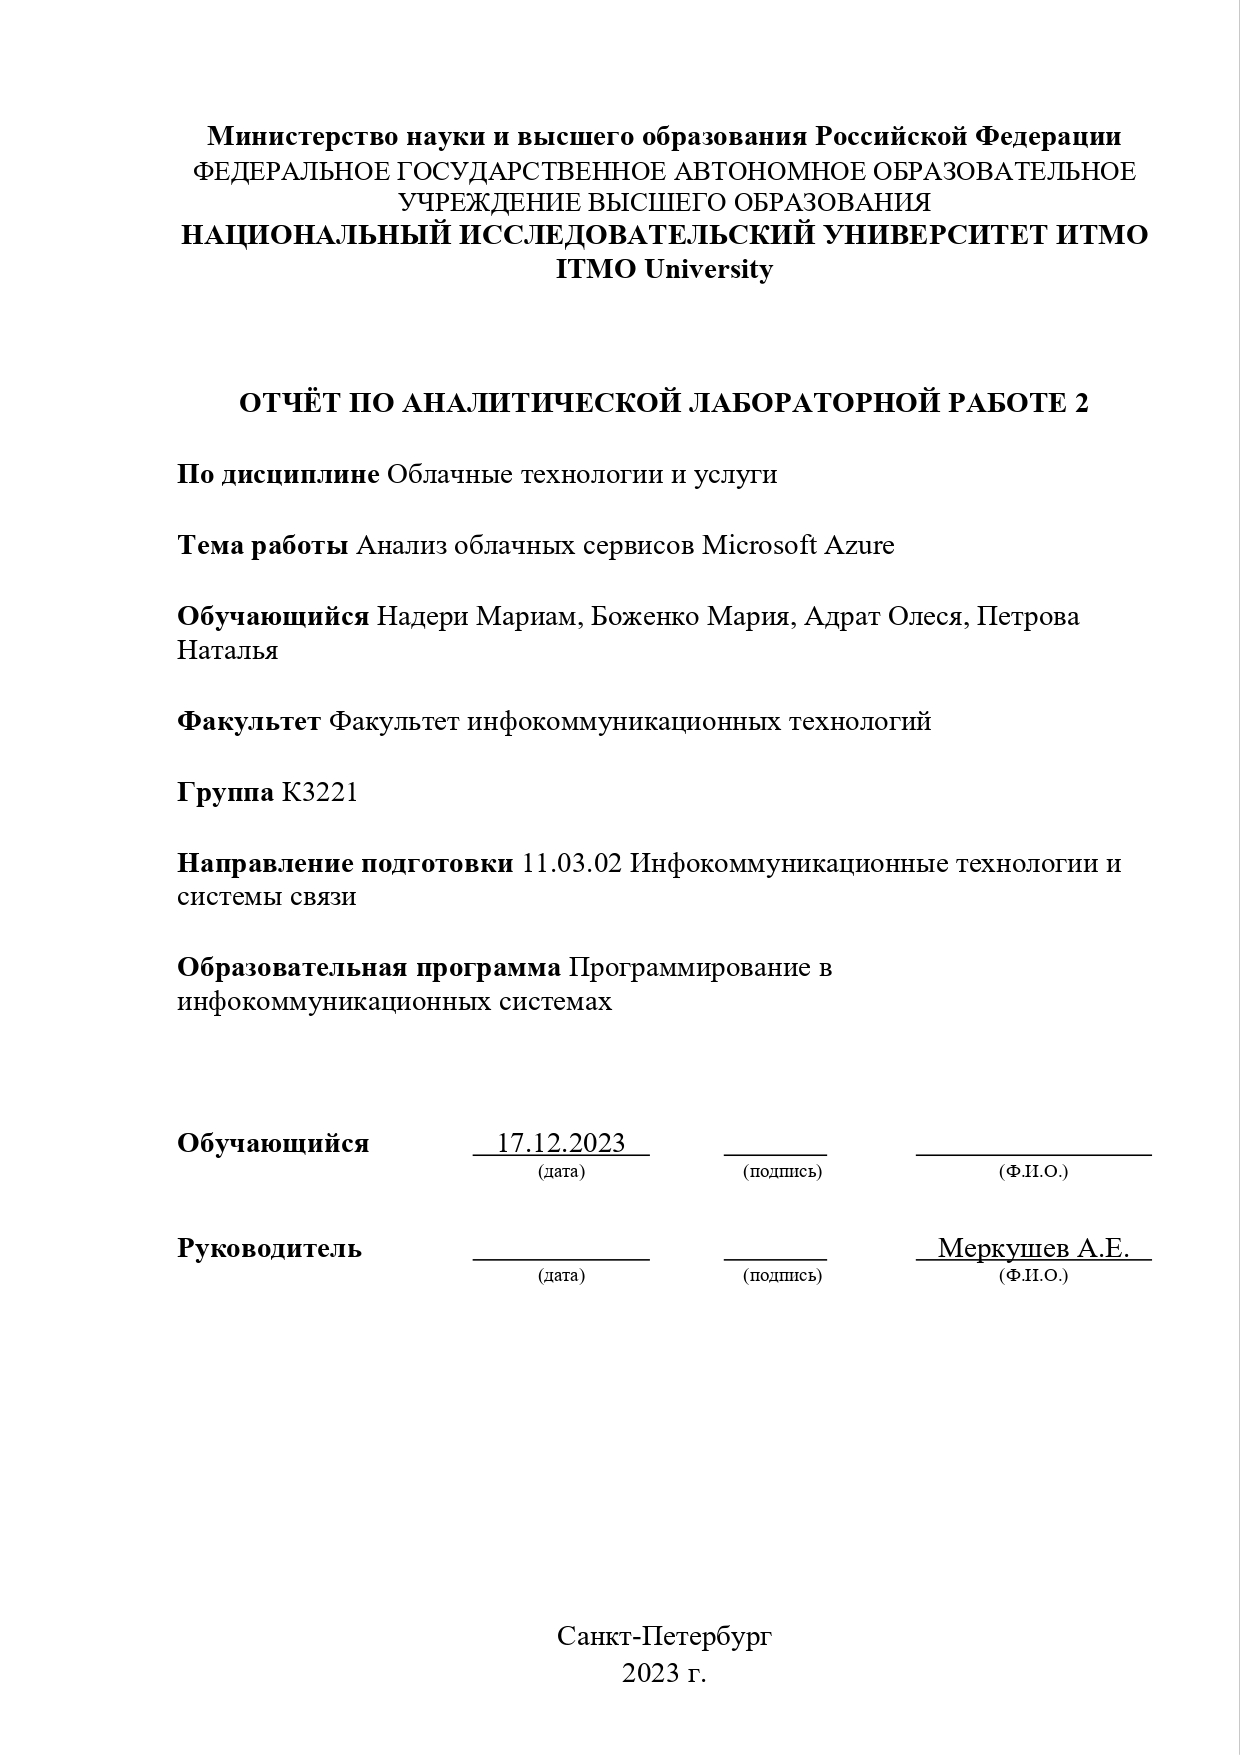 Министерство науки и высшего образования Российской Федерации
ФЕДЕРАЛЬНОЕ ГОСУДАРСТВЕННОЕ АВТОНОМНОЕ ОБРАЗОВАТЕЛЬНОЕ
УЧРЕЖДЕНИЕ ВЫСШЕГО ОБРАЗОВАНИЯ
НАЦИОНАЛЬНЫЙ ИССЛЕДОВАТЕЛЬСКИЙ УНИВЕРСИТЕТ ИТМО
ITMO University
ОТЧЁТ ПО АНАЛИТИЧЕСКОЙ ЛАБОРАТОРНОЙ РАБОТЕ 2
По дисциплине Облачные технологии и услуги
Тема работы Анализ облачных сервисов Microsoft Azure
Обучающийся Надери Мариам, Боженко Мария, Адрат Олеся, Петрова
Наталья
Факультет Факультет инфокоммуникационных технологий
Группа К3221
Направление подготовки 11.03.02 Инфокоммуникационные технологии и
системы связи
Образовательная программа Программирование в
инфокоммуникационных системах
Обучающийся 17.12.2023
(дата) (подпись) (Ф.И.О.)
Руководитель Меркушев А.Е.
(дата) (подпись) (Ф.И.О.)
Санкт-Петербург
2023 г.